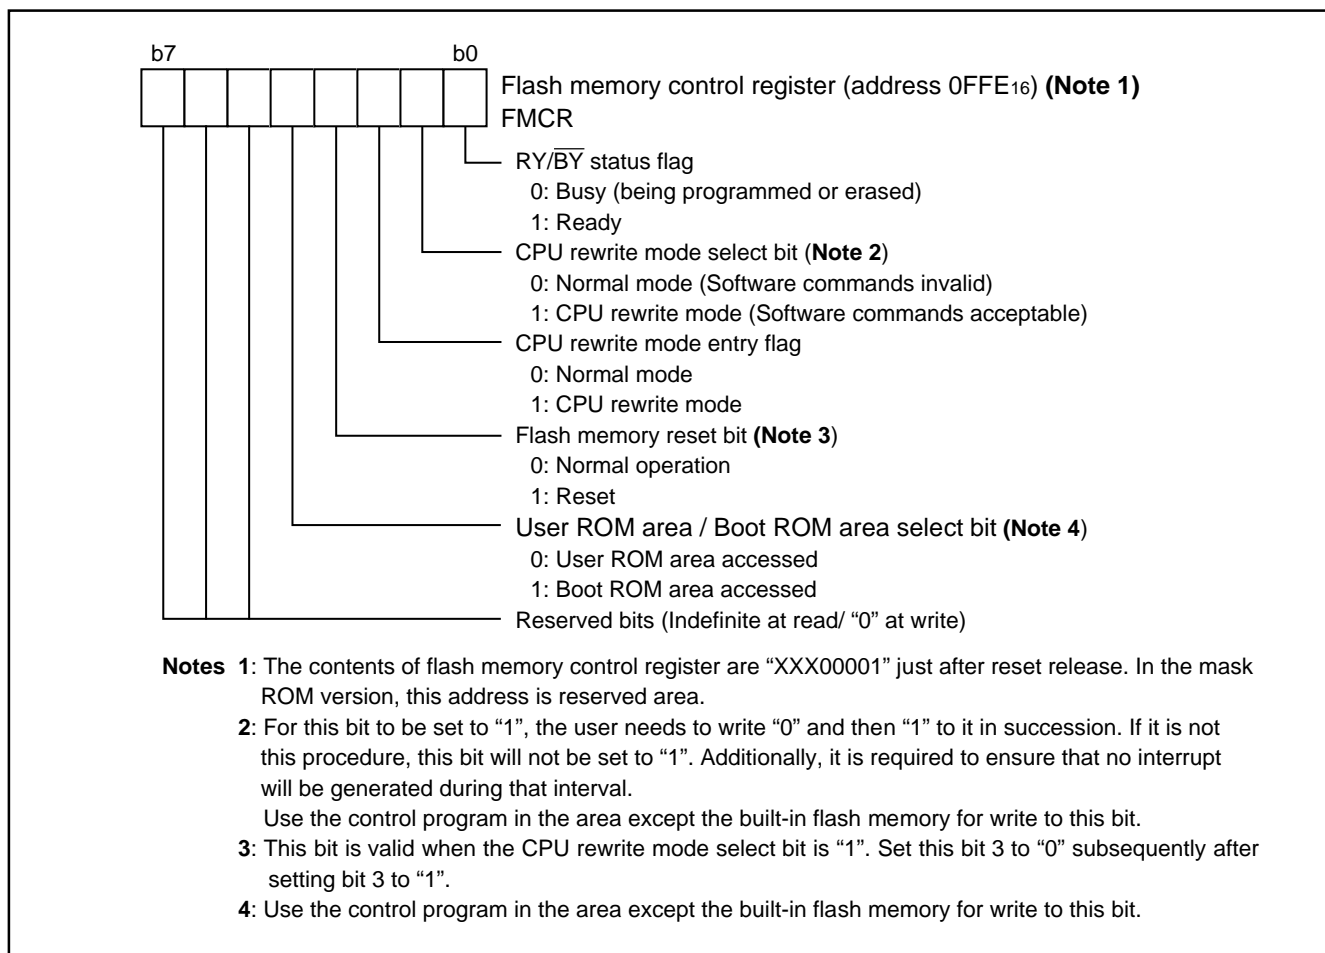 b7 b0
Flash memory control register (address 0FFE16) (Note 1)
FMCR
RY/BY status flag
0: Busy (being programmed or erased)
1: Ready
CPU rewrite mode select bit (Note 2)
0: Normal mode (Software commands invalid)
1: CPU rewrite mode (Software commands acceptable)
CPU rewrite mode entry flag
0: Normal mode
1: CPU rewrite mode
Flash memory reset bit (Note 3)
0: Normal operation
1: Reset
User ROM area / Boot ROM area select bit (Note 4)
0: User ROM area accessed
1: Boot ROM area accessed
Reserved bits (Indefinite at read/ “0” at write)
Notes 1: The contents of flash memory control register are “XXX00001” just after reset release. In the mask
ROM version, this address is reserved area.
2: For this bit to be set to “1”, the user needs to write “0” and then “1” to it in succession. If it is not
this procedure, this bit will not be set to “1”. Additionally, it is required to ensure that no interrupt
will be generated during that interval.
Use the control program in the area except the built-in flash memory for write to this bit.
3: This bit is valid when the CPU rewrite mode select bit is “1”. Set this bit 3 to “0” subsequently after
setting bit 3 to “1”.
4: Use the control program in the area except the built-in flash memory for write to this bit.